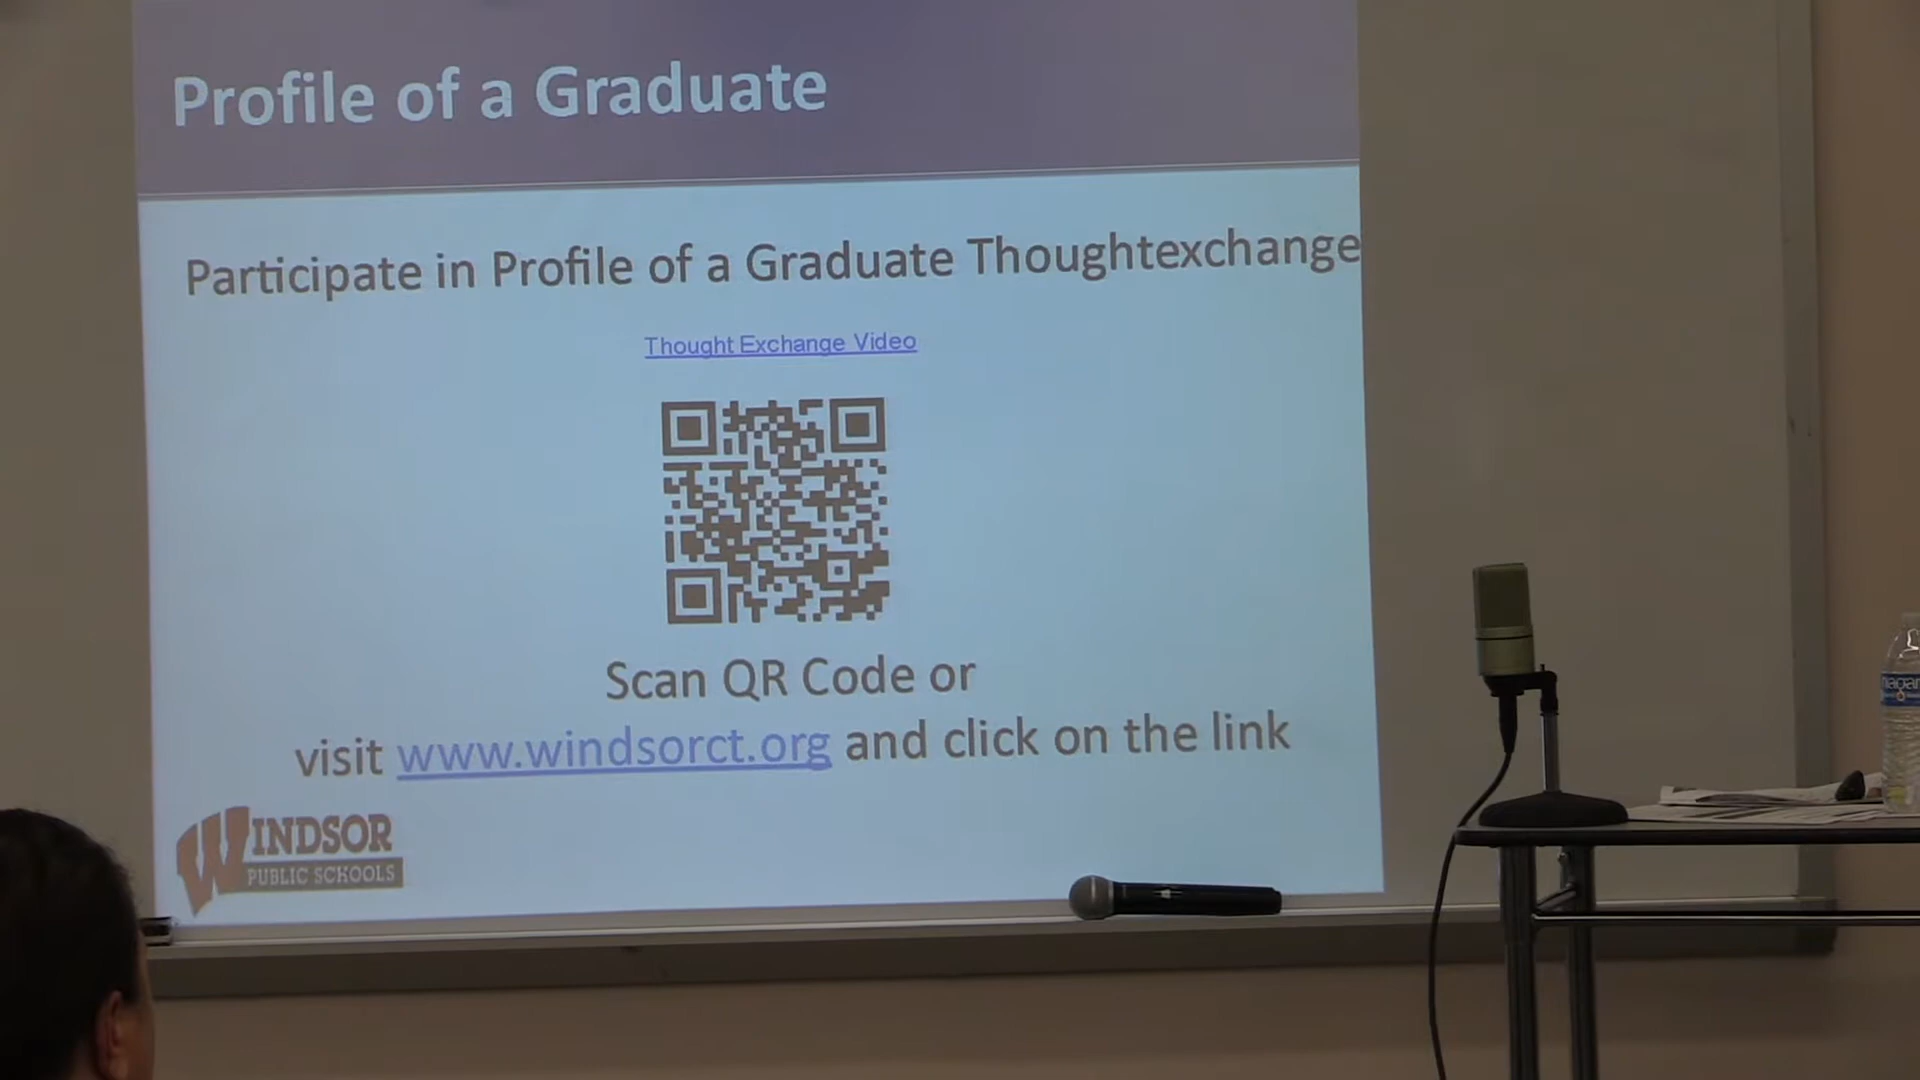 Profile of a Graduate
Participate in Profile of a Graduate Thoughtexchange
Thought Exchange Video
Scan QR Code or
visit www.windsorct.org and click on the link
WINDSOR
PUBLIC SCHOOLS